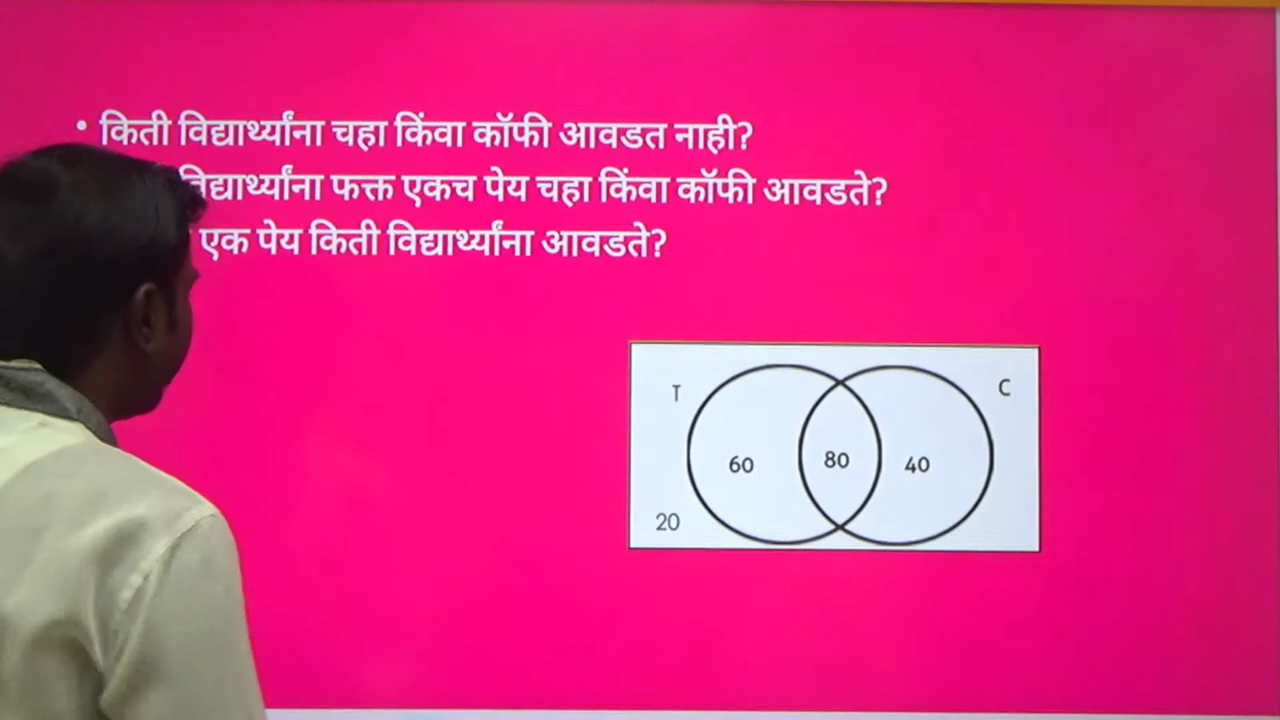 • किती विद्यार्थ्यांना चहा किंवा कॉफी आवडत नाही?
विद्यार्थ्यांना फक्त एकच पेय चहा किंवा कॉफी आवडते?
एक पेय किती विद्यार्थ्यांना आवडते?
T
C
60
80
40
20